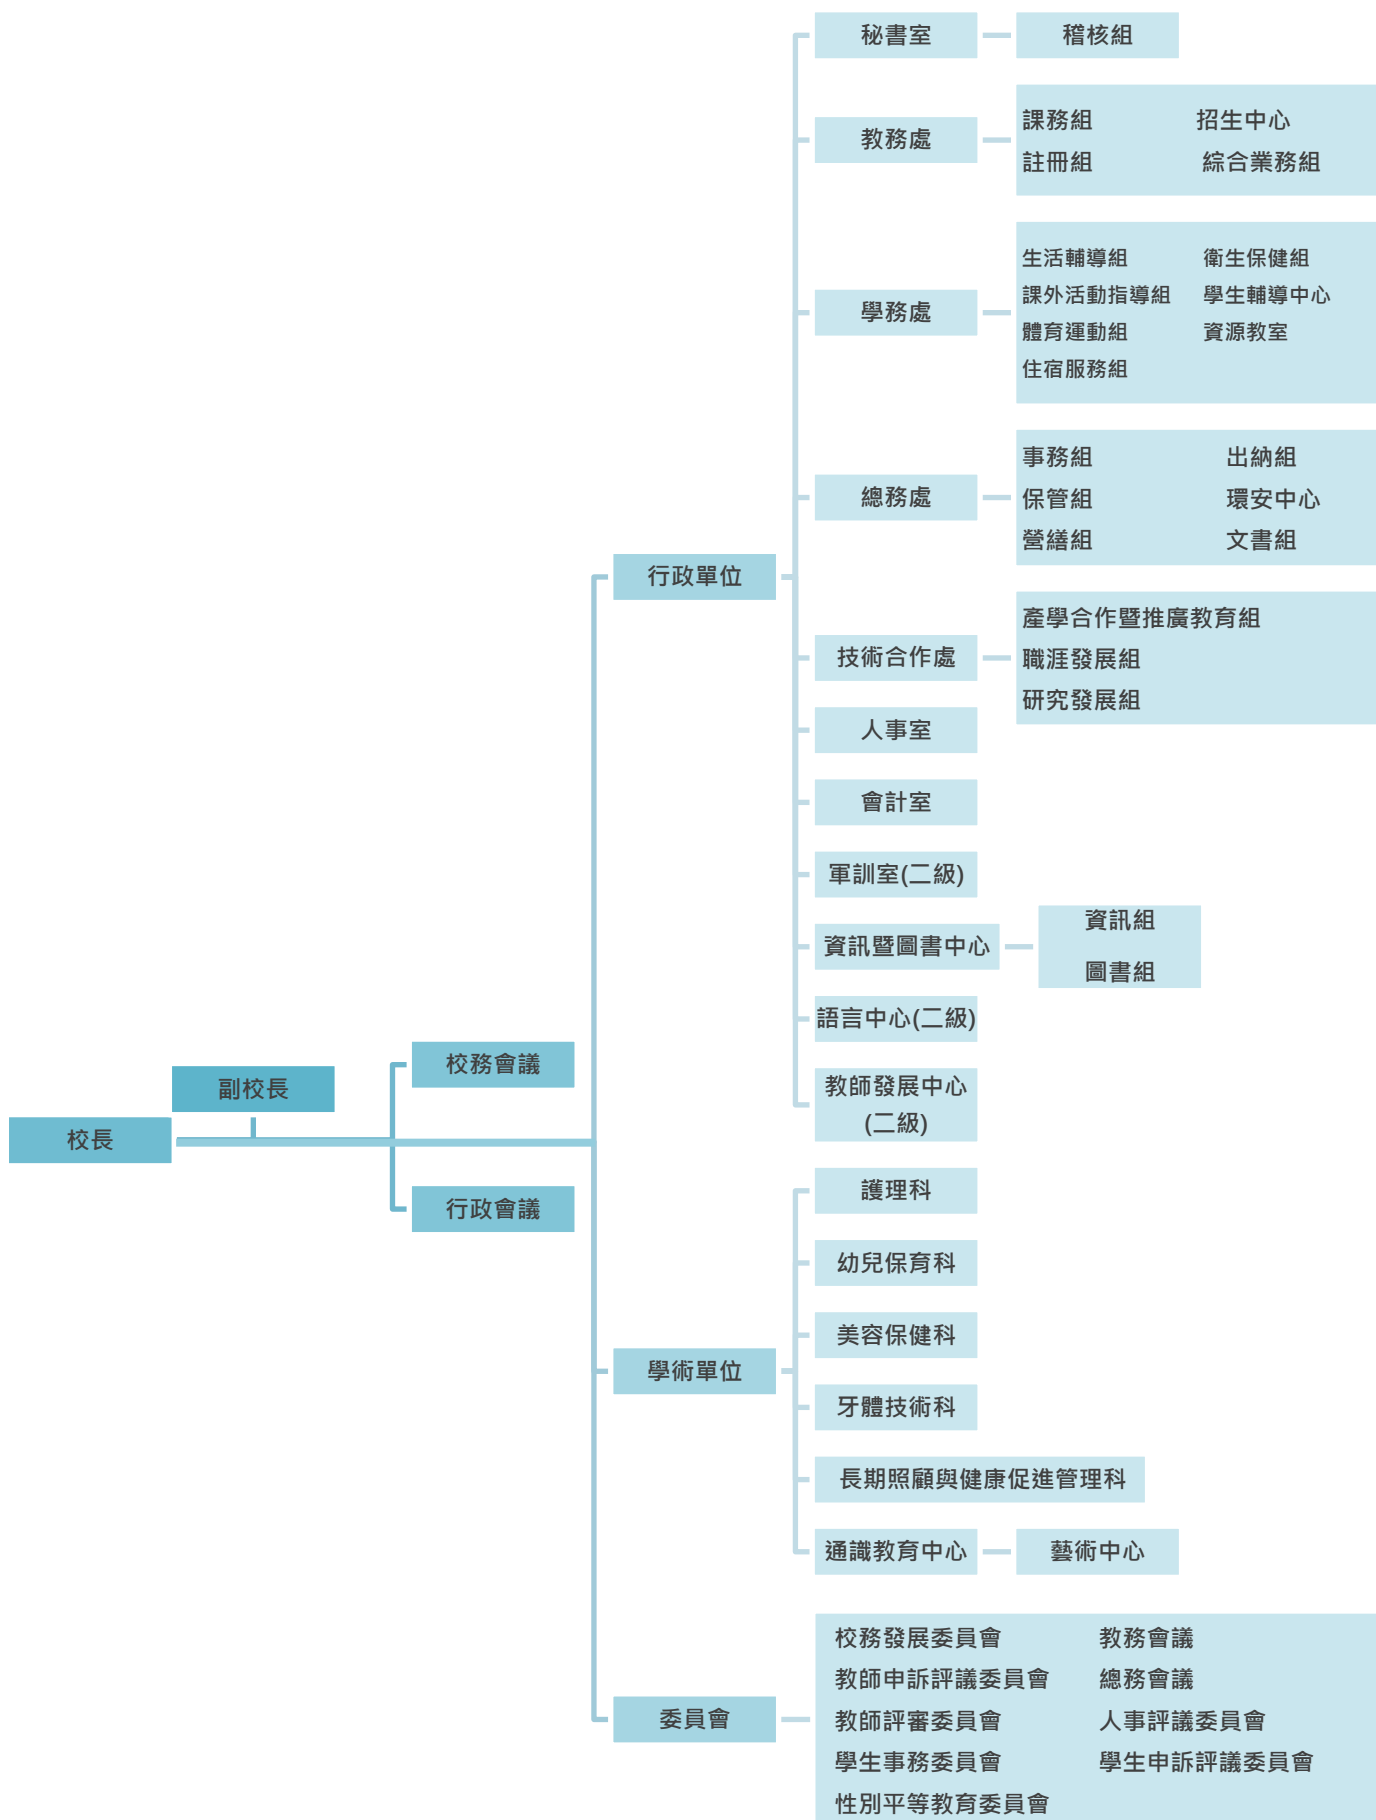 秘書室
稽核組
教務處
課務組 招生中心
註冊組 綜合業務組
學務處
生活輔導組 衛生保健組
課外活動指導組 學生輔導中心
體育運動組 資源教室
住宿服務組
總務處
事務組 出納組
保管組 環安中心
營繕組 文書組
行政單位
技術合作處
產學合作暨推廣教育組
職涯發展組
研究發展組
人事室
會計室
軍訓室(二級)
資訊暨圖書中心
資訊組
圖書組
語言中心(二級)
教師發展中心
(二級)
校務會議
副校長
校長
行政會議
學術單位
護理科
幼兒保育科
美容保健科
牙體技術科
長期照顧與健康促進管理科
通識教育中心
藝術中心
委員會
校務發展委員會 教務會議
教師申訴評議委員會 總務會議
教師評審委員會 人事評議委員會
學生事務委員會 學生申訴評議委員會
性別平等教育委員會